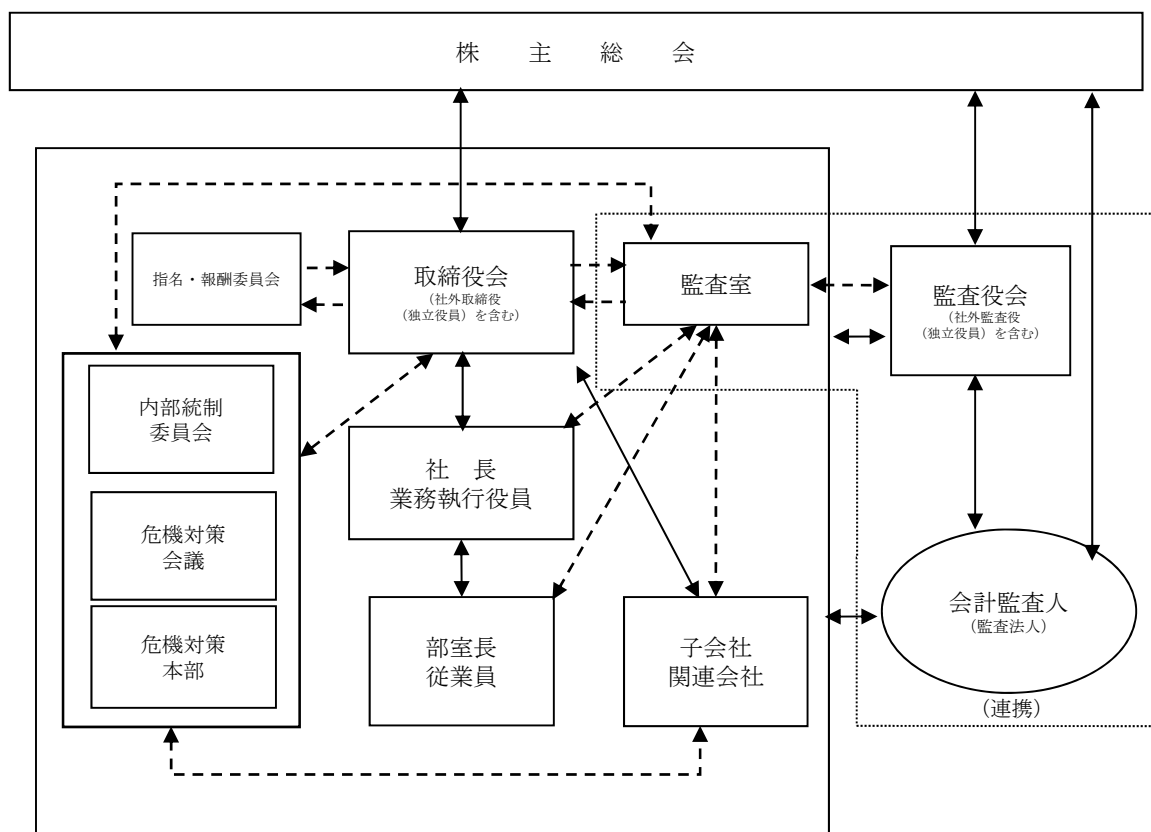 株　主　総　会
指名・報酬委員会
取締役会
（社外取締役
（独立役員）を含む）
監査室
監査役会
（社外監査役
（独立役員）を含む）
内部統制
委員会
社　長
業務執行役員
危機対策
会議
危機対策
本部
部室長
従業員
子会社
関連会社
会計監査人
（監査法人）
（連携）